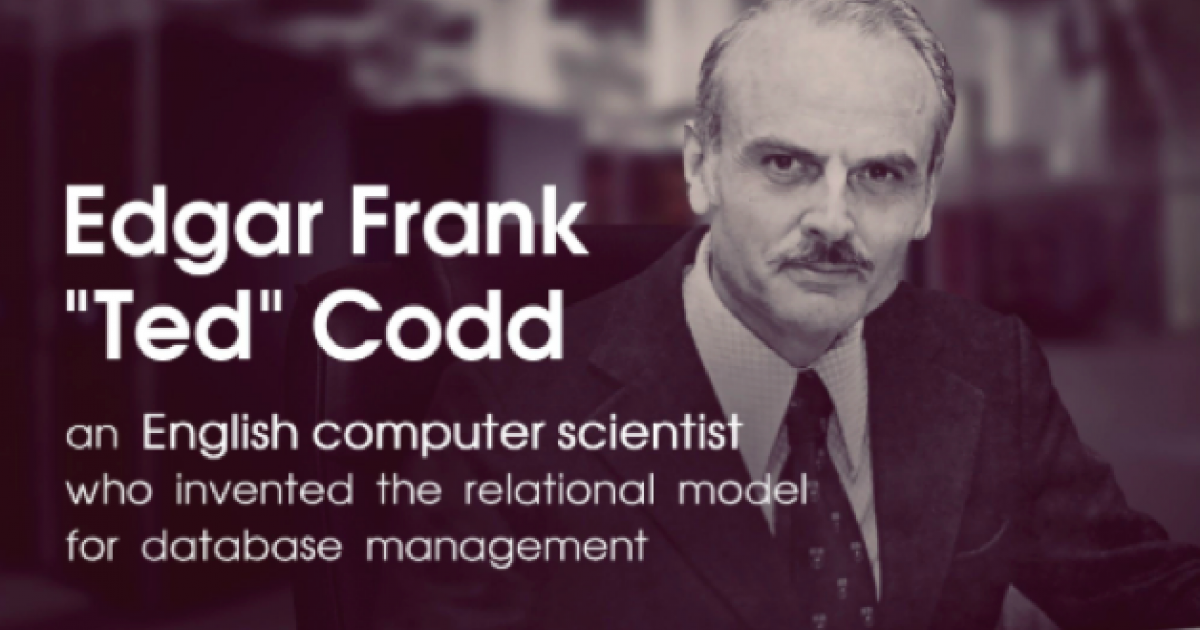 Edgar Frank
"Ted" Codd
an English computer scientist
who invented the relational model
for database management